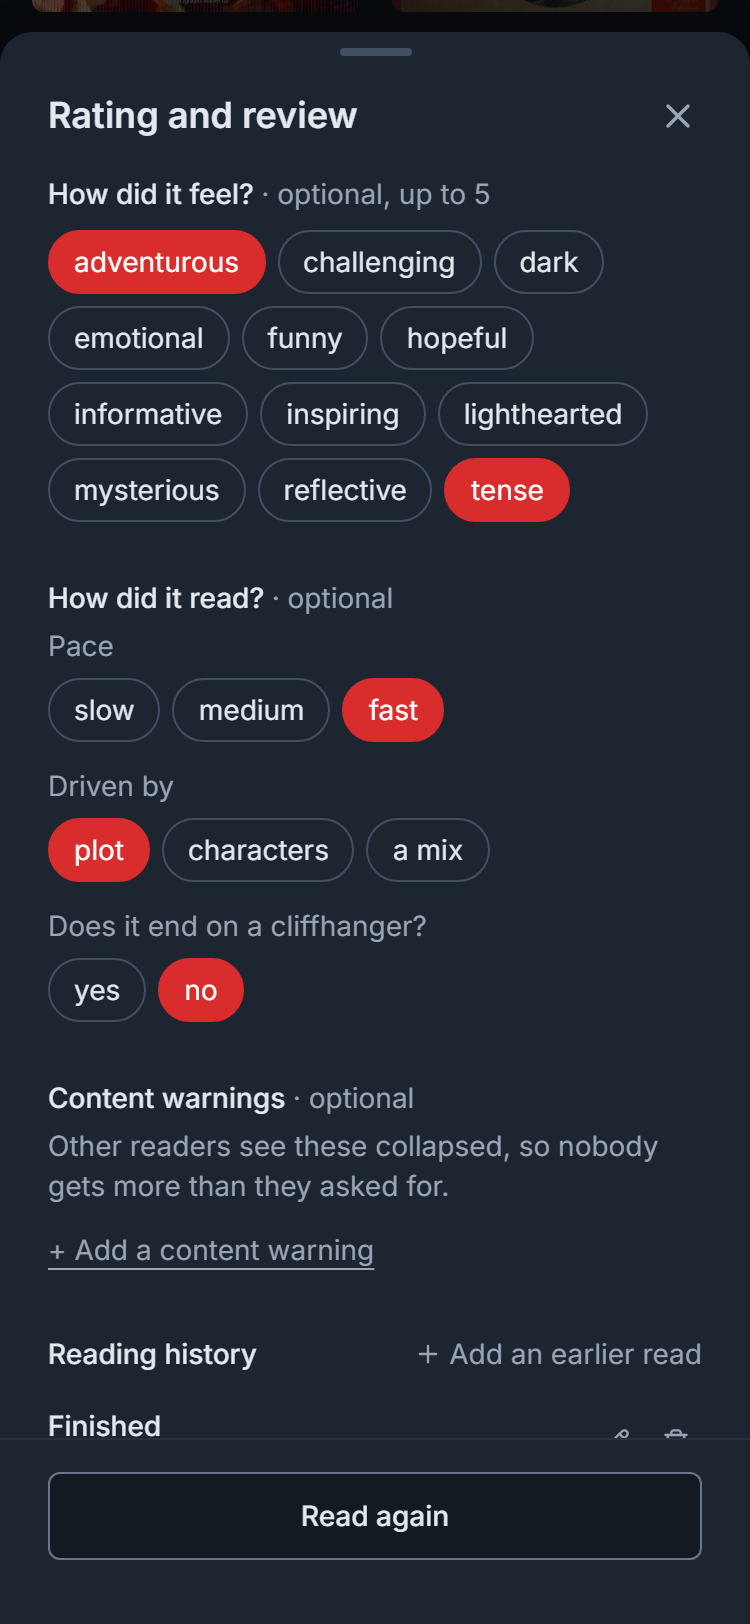 Rating and review
How did it feel? · optional, up to 5
adventurous challenging dark
emotional funny hopeful
informative inspiring lighthearted
mysterious reflective tense
How did it read? · optional
Pace
slow medium fast
Driven by
plot characters a mix
Does it end on a cliffhanger?
yes no
Content warnings · optional
Other readers see these collapsed, so nobody
gets more than they asked for.
+ Add a content warning
Reading history + Add an earlier read
Finished
Read again